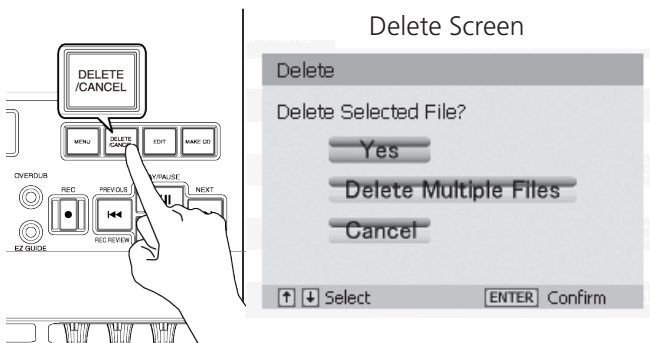 Delete Screen
DELETE
/CANCEL
MENU
DELETE
/CANCEL
EDIT
MAKE CD
OVERDUB
REC
PREVIOUS
Y/PAUSE
NEXT
REC REVIEW
EZ GUIDE
Delete
Delete Selected File?
Yes
Delete Multiple Files
Cancel
↑ ↓ Select
ENTER Confirm